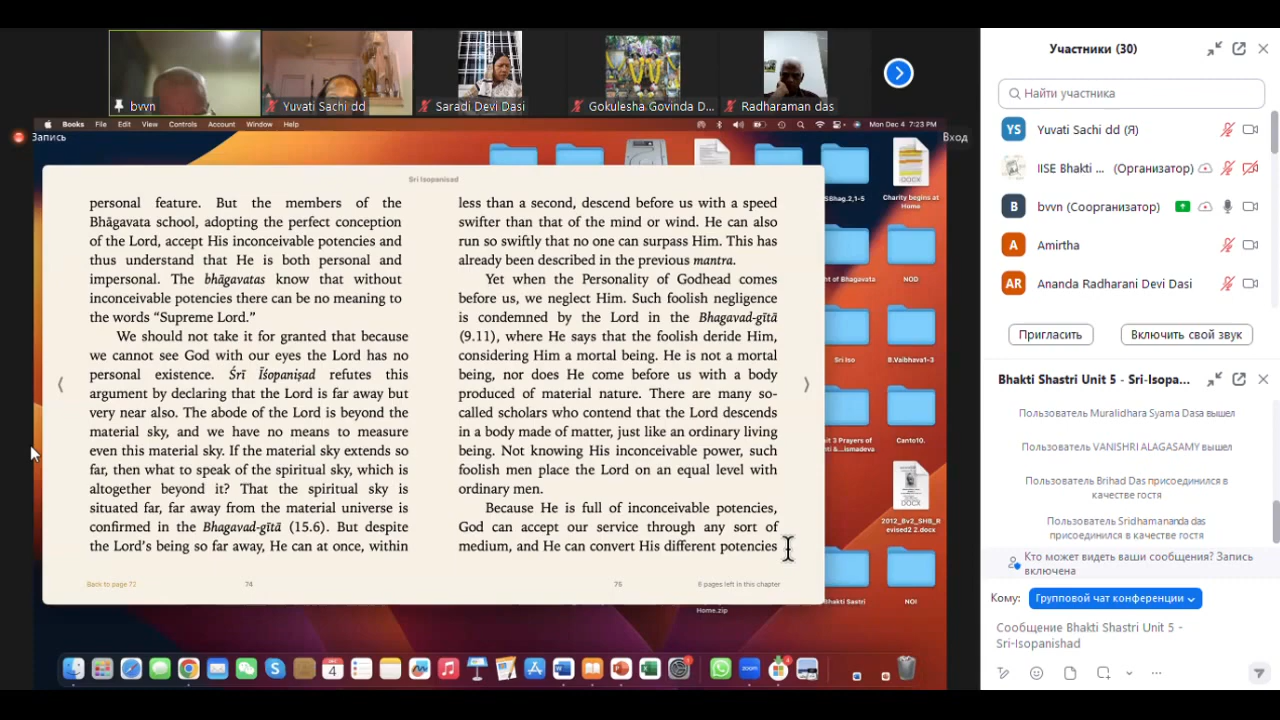 bvvn
Yuvati Sachi dd
Saradi Devi Dasi
Gokulesha Govinda D...
Radharaman das
Books File Edit View Controls Account Window Help
Mon Dec 4 7:23 PM
Запись
Вход
Sri Isopanisad
personal feature. But the members of the
Bhāgavata school, adopting the perfect conception
of the Lord, accept His inconceivable potencies and
thus understand that He is both personal and
impersonal. The bhāgavatas know that without
inconceivable potencies there can be no meaning to
the words “Supreme Lord.”
We should not take it for granted that because
we cannot see God with our eyes the Lord has no
personal existence. Śrī Īśopaniṣad refutes this
argument by declaring that the Lord is far away but
very near also. The abode of the Lord is beyond the
material sky, and we have no means to measure
even this material sky. If the material sky extends so
far, then what to speak of the spiritual sky, which is
altogether beyond it? That the spiritual sky is
situated far, far away from the material universe is
confirmed in the Bhagavad-gītā (15.6). But despite
the Lord’s being so far away, He can at once, within
less than a second, descend before us with a speed
swifter than that of the mind or wind. He can also
run so swiftly that no one can surpass Him. This has
already been described in the previous mantra.
Yet when the Personality of Godhead comes
before us, we neglect Him. Such foolish negligence
is condemned by the Lord in the Bhagavad-gītā
(9.11), where He says that the foolish deride Him,
considering Him a mortal being. He is not a mortal
being, nor does He come before us with a body
produced of material nature. There are many so-
called scholars who contend that the Lord descends
in a body made of matter, just like an ordinary living
being. Not knowing His inconceivable power, such
foolish men place the Lord on an equal level with
ordinary men.
Because He is full of inconceivable potencies,
God can accept our service through any sort of
medium, and He can convert His different potencies
Back to page 72
74
75
6 pages left in this chapter
SBhag.2,1-5
Charity begins at
Home
NOD
Sri Iso
B.Vaibhava1-3
Canto10.
2012_Bv2_SHB_R
evised2 2.docx
NOI
Home.zip
Участники (30)
Найти участника
YS Yuvati Sachi dd (Я)
IISE Bhakti ... (Организатор)
B bvvn (Соорганизатор)
A Amirtha
AR Ananda Radharani Devi Dasi
Пригласить
Включить свой звук
Bhakti Shastri Unit 5 - Sri-Isopa...
Пользователь Muralidhara Syama Dasa вышел
Пользователь VANISHRI ALAGASAMY вышел
Пользователь Brihad Das присоединился в
качестве гостя
Пользователь Sridhamananda das
присоединился в качестве гостя
Кто может видеть ваши сообщения? Запись
включена
Кому: Групповой чат конференции
Сообщение Bhakti Shastri Unit 5 -
Sri-Isopanishad